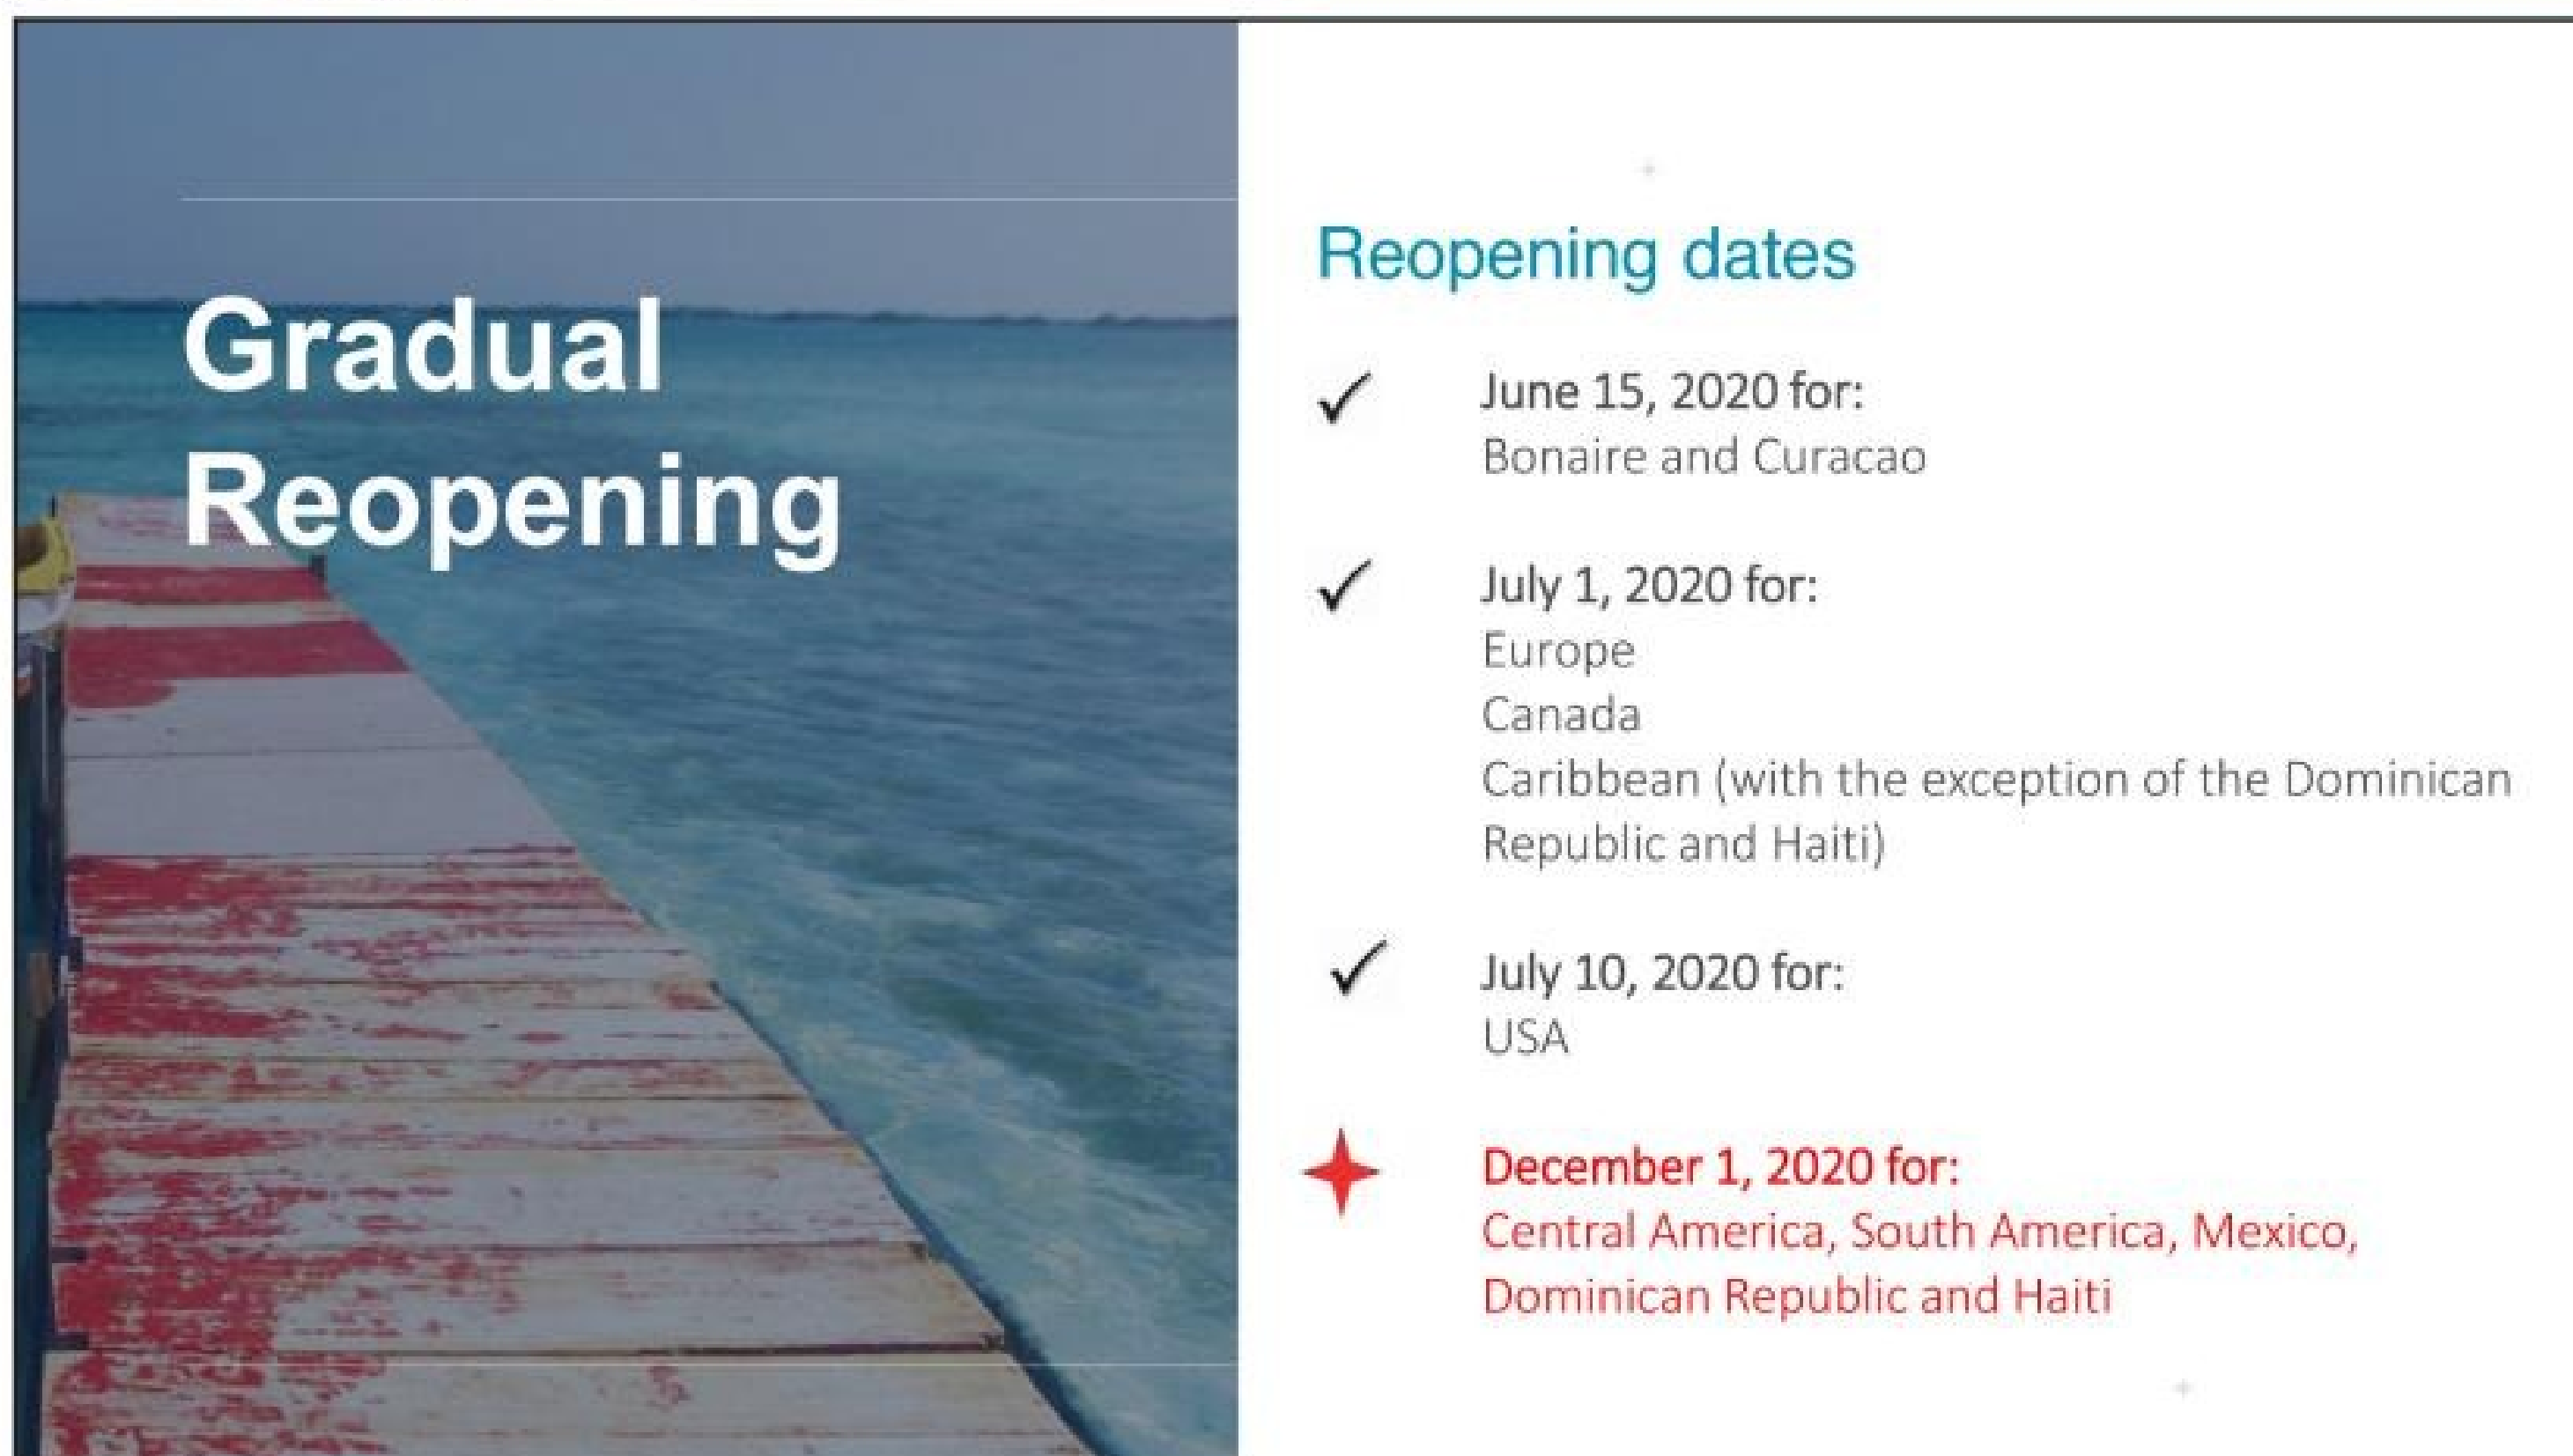 Gradual
Reopening
Reopening dates
June 15, 2020 for:
Bonaire and Curacao
July 1, 2020 for:
Europe
Canada
Caribbean (with the exception of the Dominican
Republic and Haiti)
July 10, 2020 for:
USA
December 1, 2020 for:
Central America, South America, Mexico,
Dominican Republic and Haiti